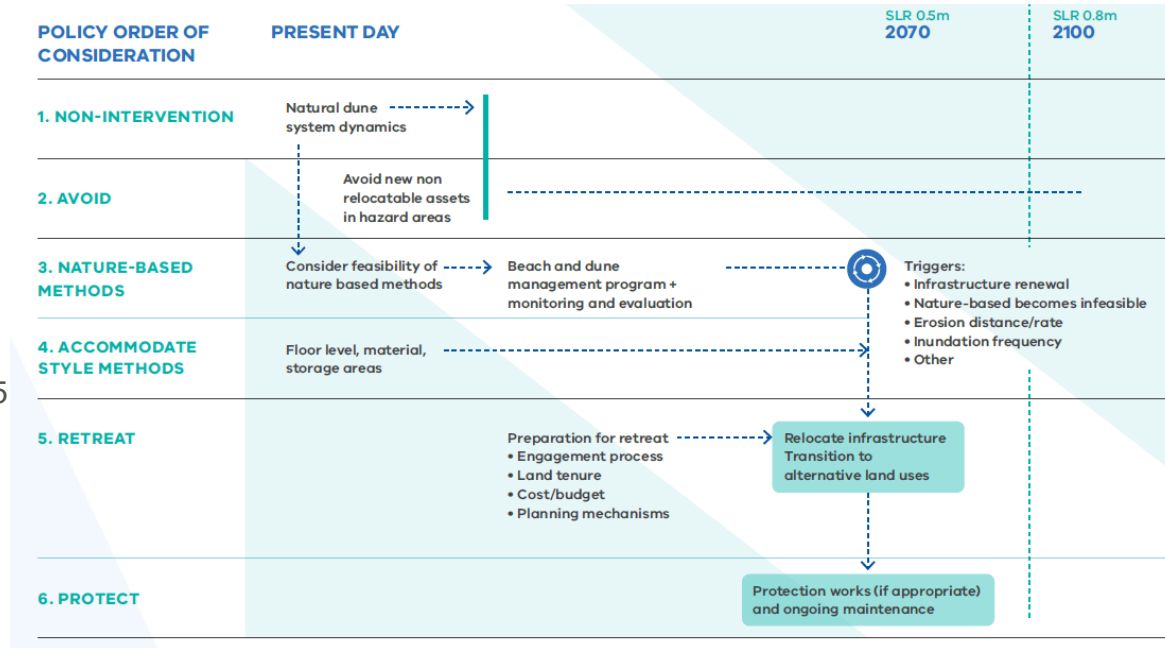 POLICY ORDER OF
CONSIDERATION
PRESENT DAY
SLR 0.5m
2070
SLR 0.8m
2100
1. NON-INTERVENTION
Natural dune
system dynamics
2. AVOID
Avoid new non
relocatable assets
in hazard areas
3. NATURE-BASED
METHODS
Consider feasibility of
nature based methods
Beach and dune
management program +
monitoring and evaluation
Triggers:
• Infrastructure renewal
• Nature-based becomes infeasible
• Erosion distance/rate
• Inundation frequency
• Other
4. ACCOMMODATE
STYLE METHODS
Floor level, material,
storage areas
5
5. RETREAT
Preparation for retreat
• Engagement process
• Land tenure
• Cost/budget
• Planning mechanisms
Relocate infrastructure
Transition to
alternative land uses
6. PROTECT
Protection works (if appropriate)
and ongoing maintenance